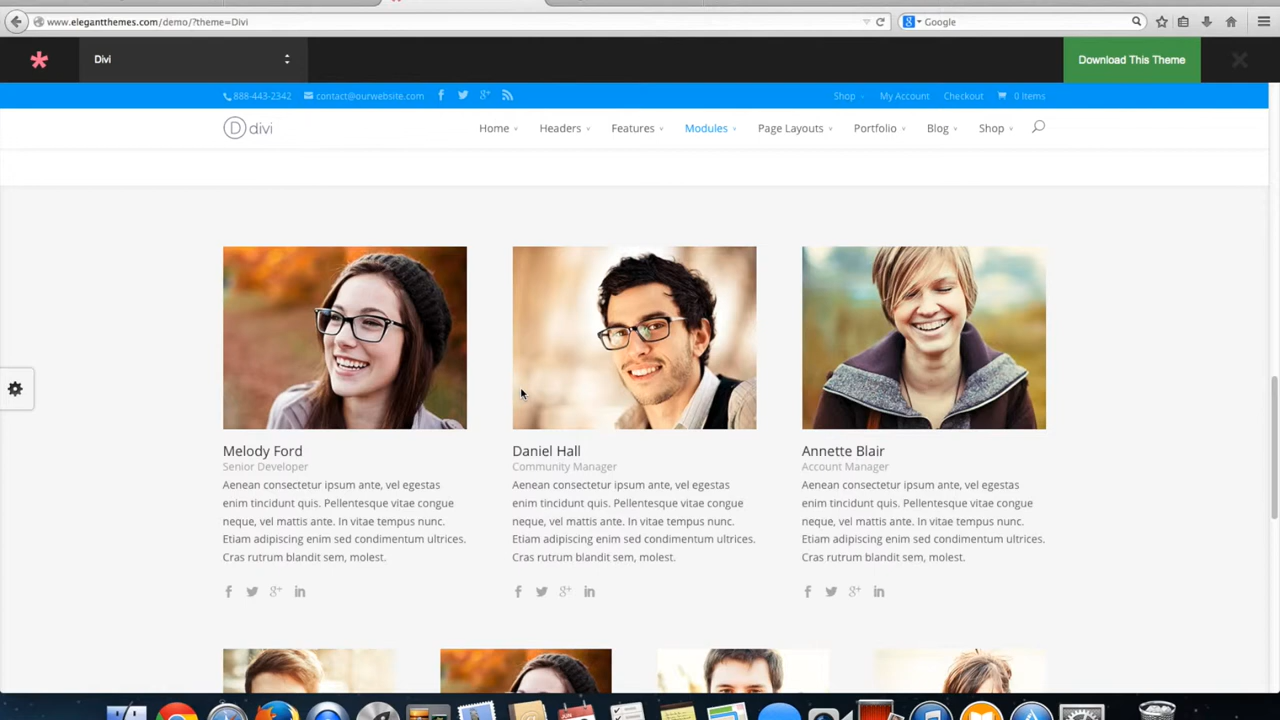 www.elegantthemes.com/demo/?theme=Divi
Google
Divi
Download This Theme
888-443-2342 contact@ourwebsite.com
Shop My Account Checkout 0 Items
divi
Home Headers Features Modules Page Layouts Portfolio Blog Shop
Melody Ford
Senior Developer
Aenean consectetur ipsum ante, vel egestas
enim tincidunt quis. Pellentesque vitae congue
neque, vel mattis ante. In vitae tempus nunc.
Etiam adipiscing enim sed condimentum ultrices.
Cras rutrum blandit sem, molest.
Daniel Hall
Community Manager
Aenean consectetur ipsum ante, vel egestas
enim tincidunt quis. Pellentesque vitae congue
neque, vel mattis ante. In vitae tempus nunc.
Etiam adipiscing enim sed condimentum ultrices.
Cras rutrum blandit sem, molest.
Annette Blair
Account Manager
Aenean consectetur ipsum ante, vel egestas
enim tincidunt quis. Pellentesque vitae congue
neque, vel mattis ante. In vitae tempus nunc.
Etiam adipiscing enim sed condimentum ultrices.
Cras rutrum blandit sem, molest.